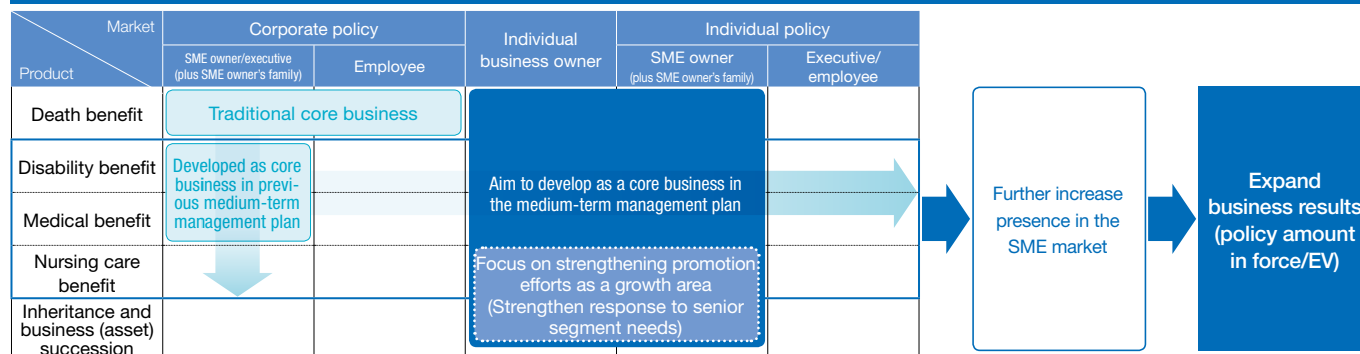 Market
Product
Corporate policy
SME owner/executive
(plus SME owner's family)
Employee
Individual
business owner
Individual policy
SME owner
(plus SME owner's family)
Executive/
employee
Death benefit
Traditional core business
Disability benefit
Medical benefit
Developed as core
business in previ-
ous medium-term
management plan
Aim to develop as a core business in
the medium-term management plan
Nursing care
benefit
Focus on strengthening promotion
efforts as a growth area
(Strengthen response to senior
segment needs)
Inheritance and
business (asset)
succession
Further increase
presence in the
SME market
Expand
business results
(policy amount
in force/EV)